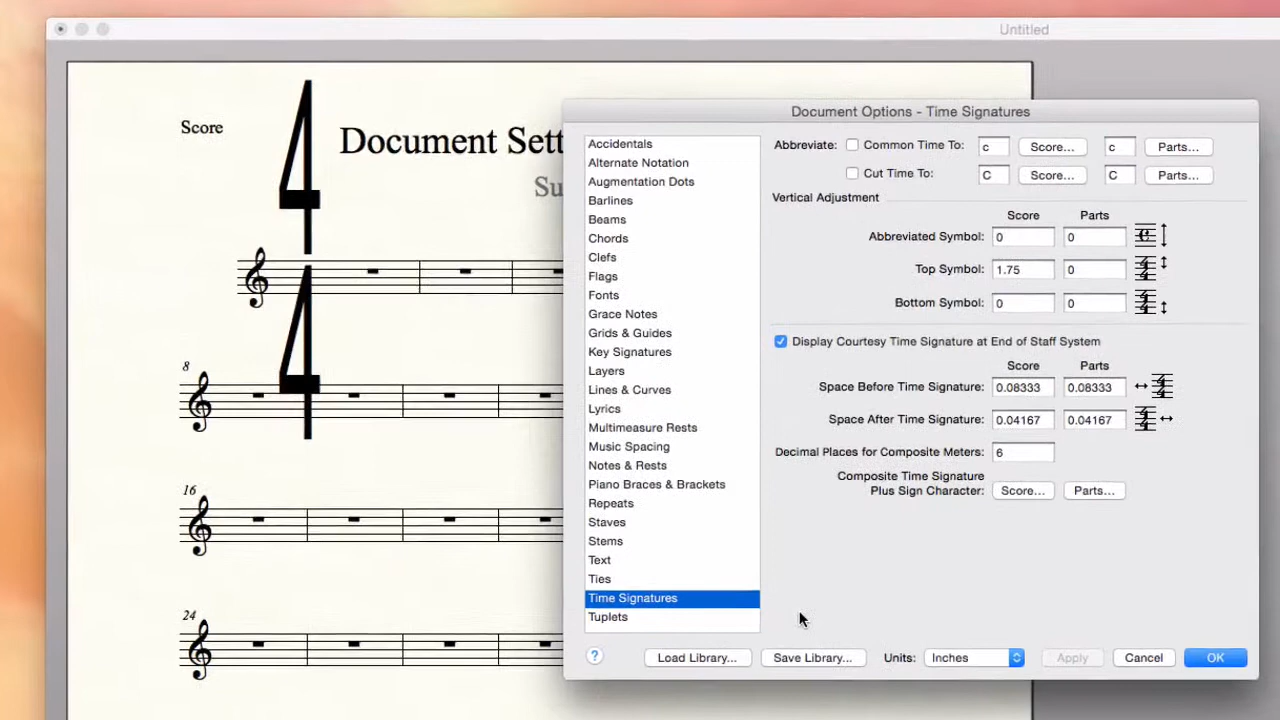 Untitled
Score
Document Sett
Su
8
16
24
4
4
Document Options - Time Signatures
Accidentals
Alternate Notation
Augmentation Dots
Barlines
Beams
Chords
Clefs
Flags
Fonts
Grace Notes
Grids & Guides
Key Signatures
Layers
Lines & Curves
Lyrics
Multimeasure Rests
Music Spacing
Notes & Rests
Piano Braces & Brackets
Repeats
Staves
Stems
Text
Ties
Time Signatures
Tuplets
Abbreviate: Common Time To: c Score... c Parts...
Cut Time To: C Score... C Parts...
Vertical Adjustment
Score Parts
Abbreviated Symbol: 0 0
Top Symbol: 1.75 0
Bottom Symbol: 0 0
Display Courtesy Time Signature at End of Staff System
Score Parts
Space Before Time Signature: 0.08333 0.08333
Space After Time Signature: 0.04167 0.04167
Decimal Places for Composite Meters: 6
Composite Time Signature
Plus Sign Character: Score... Parts...
? Load Library... Save Library... Units: Inches Apply Cancel OK